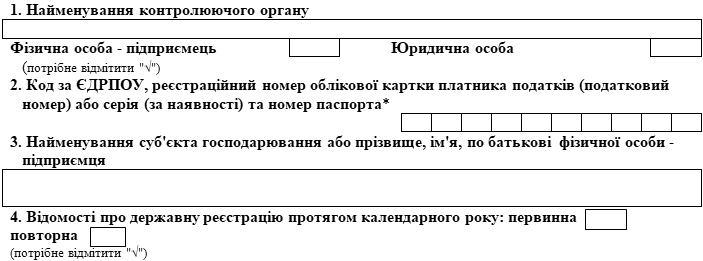 1. Найменування контролюючого органу
Фізична особа - підприємець Юридична особа
(потрібне відмітити "√")
2. Код за ЄДРПОУ, реєстраційний номер облікової картки платника податків (податковий
номер) або серія (за наявності) та номер паспорта*
3. Найменування суб'єкта господарювання або прізвище, ім'я, по батькові фізичної особи -
підприємця
4. Відомості про державну реєстрацію протягом календарного року: первинна
повторна
(потрібне відмітити "√")